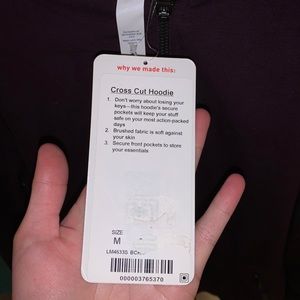 why we made this:
Cross Cut Hoodie
1. Don't worry about losing your
keys—this hoodie's secure
pockets will keep your stuff
safe on your most action-packed
days
2. Brushed fabric is soft against
your skin
3. Secure front pockets to store
your essentials
SIZE
M
000003765370